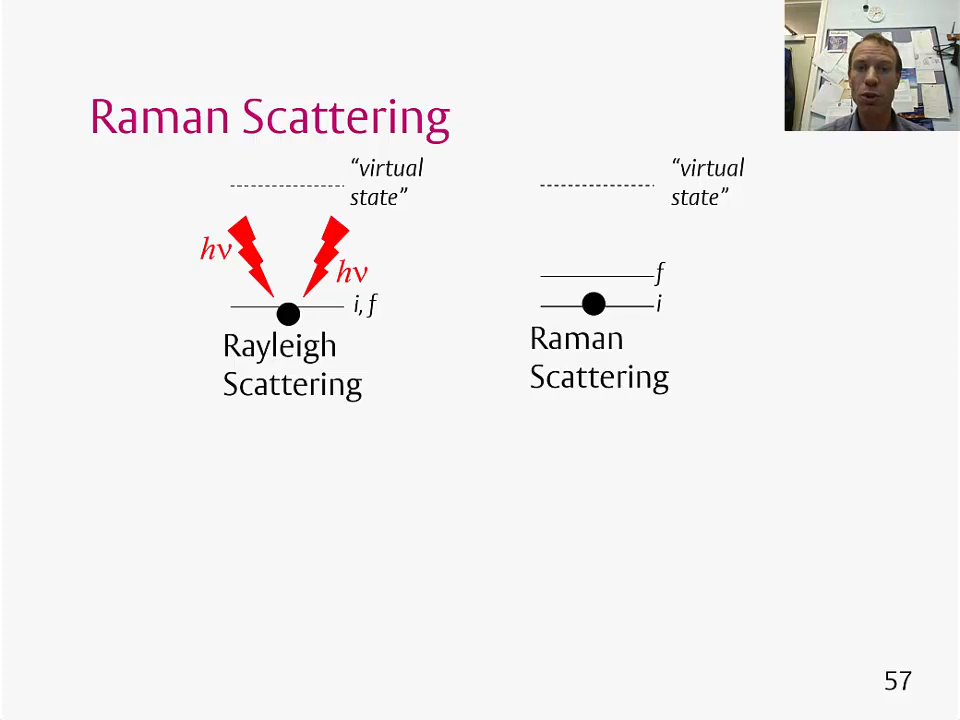 Raman Scattering
“virtual
state”
hν
hν
i, f
Rayleigh
Scattering
“virtual
state”
f
i
Raman
Scattering
57